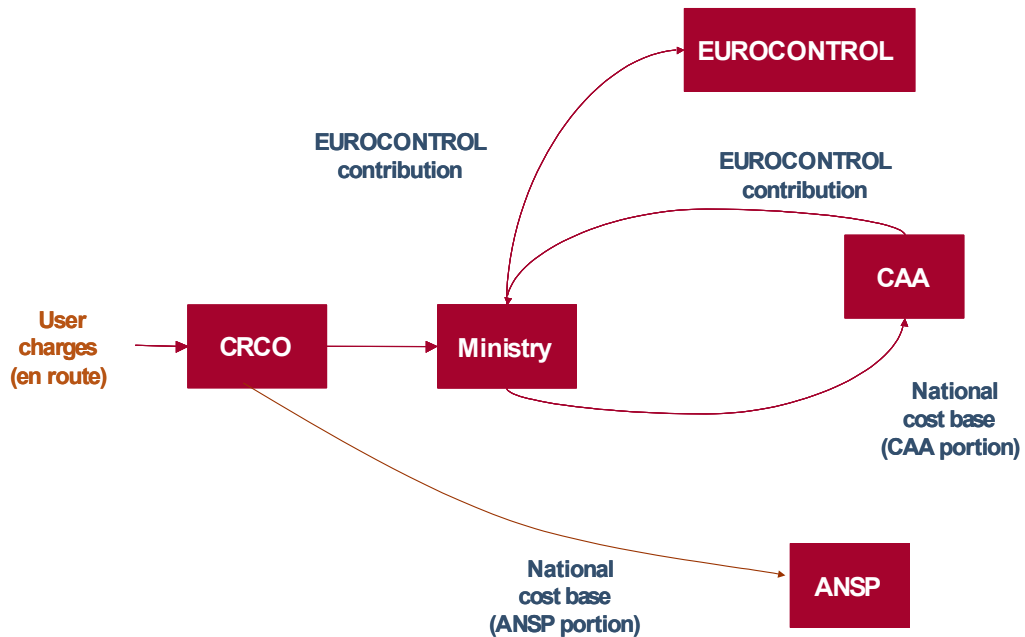 EUROCONTROL
EUROCONTROL
contribution
EUROCONTROL
contribution
CAA
User
charges
(en route)
CRCO
Ministry
National
cost base
(CAA portion)
National
cost base
(ANSP portion)
ANSP